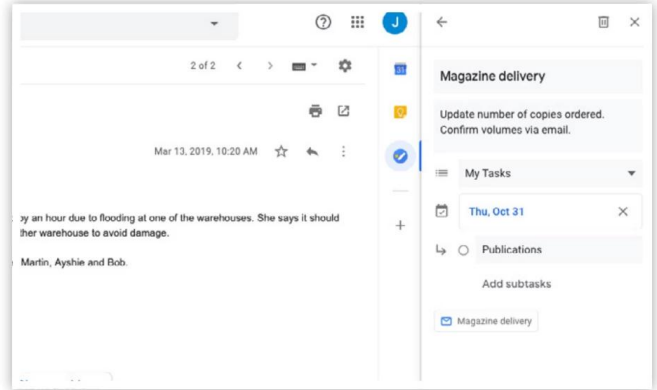 J
2 of 2
31
Magazine delivery
Update number of copies ordered.
Confirm volumes via email.
Mar 13, 2019, 10:20 AM
My Tasks
Thu, Oct 31
by an hour due to flooding at one of the warehouses. She says it should
ther warehouse to avoid damage.
Martin, Ayshie and Bob.
Publications
Add subtasks
Magazine delivery